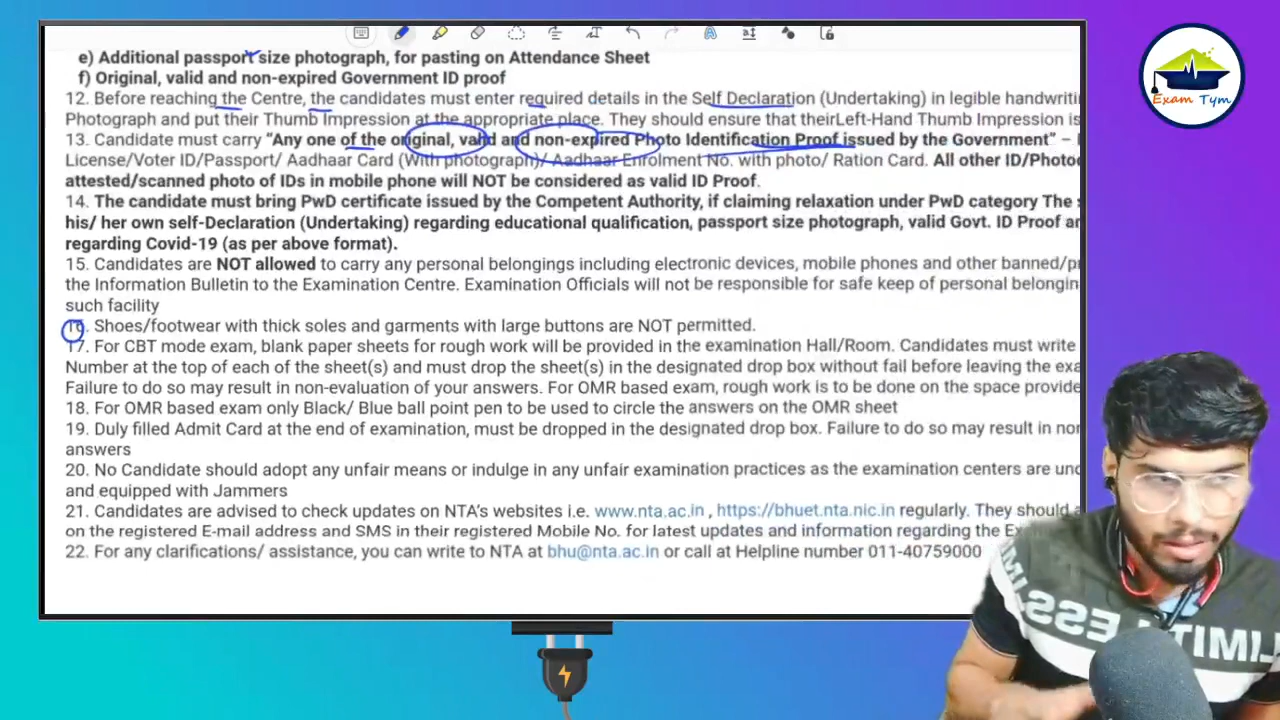 e) Additional passport size photograph, for pasting on Attendance Sheet
f) Original, valid and non-expired Government ID proof
12. Before reaching the Centre, the candidates must enter required details in the Self Declaration (Undertaking) in legible handwriti
Photograph and put their Thumb Impression at the appropriate place. They should ensure that theirLeft-Hand Thumb Impression is
13. Candidate must carry “Any one of the original, valid and non-expired Photo Identification Proof issued by the Government” –
License/Voter ID/Passport/ Aadhaar Card (With photograph)/ Aadhaar Enrolment No. with photo/ Ration Card. All other ID/Photo
attested/scanned photo of IDs in mobile phone will NOT be considered as valid ID Proof.
14. The candidate must bring PwD certificate issued by the Competent Authority, if claiming relaxation under PwD category The
his/ her own self-Declaration (Undertaking) regarding educational qualification, passport size photograph, valid Govt. ID Proof
regarding Covid-19 (as per above format).
15. Candidates are NOT allowed to carry any personal belongings including electronic devices, mobile phones and other banned/
the Information Bulletin to the Examination Centre. Examination Officials will not be responsible for safe keep of personal belongin
such facility
16. Shoes/footwear with thick soles and garments with large buttons are NOT permitted.
17. For CBT mode exam, blank paper sheets for rough work will be provided in the examination Hall/Room. Candidates must write
Number at the top of each of the sheet(s) and must drop the sheet(s) in the designated drop box without fail before leaving the exa
Failure to do so may result in non-evaluation of your answers. For OMR based exam, rough work is to be done on the space provide
18. For OMR based exam only Black/ Blue ball point pen to be used to circle the answers on the OMR sheet
19. Duly filled Admit Card at the end of examination, must be dropped in the designated drop box. Failure to do so may result in nor
answers
20. No Candidate should adopt any unfair means or indulge in any unfair examination practices as the examination centers are und
and equipped with Jammers
21. Candidates are advised to check updates on NTA’s websites i.e. www.nta.ac.in , https://bhuet.nta.nic.in regularly. They should
on the registered E-mail address and SMS in their registered Mobile No. for latest updates and information regarding the Ex
22. For any clarifications/ assistance, you can write to NTA at bhu@nta.ac.in or call at Helpline number 011-40759000
Exam Tym
LIMITLESS